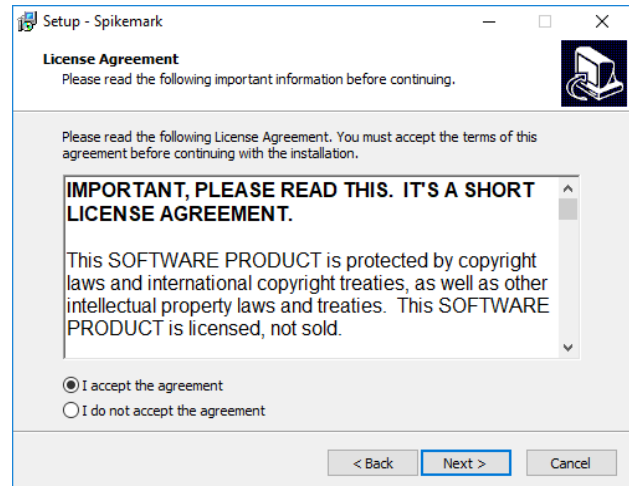 Setup - Spikemark
License Agreement
Please read the following important information before continuing.
Please read the following License Agreement. You must accept the terms of this
agreement before continuing with the installation.
IMPORTANT, PLEASE READ THIS.  IT'S A SHORT
LICENSE AGREEMENT.
This SOFTWARE PRODUCT is protected by copyright
laws and international copyright treaties, as well as other
intellectual property laws and treaties.  This SOFTWARE
PRODUCT is licensed, not sold.
I accept the agreement
I do not accept the agreement
< Back
Next >
Cancel